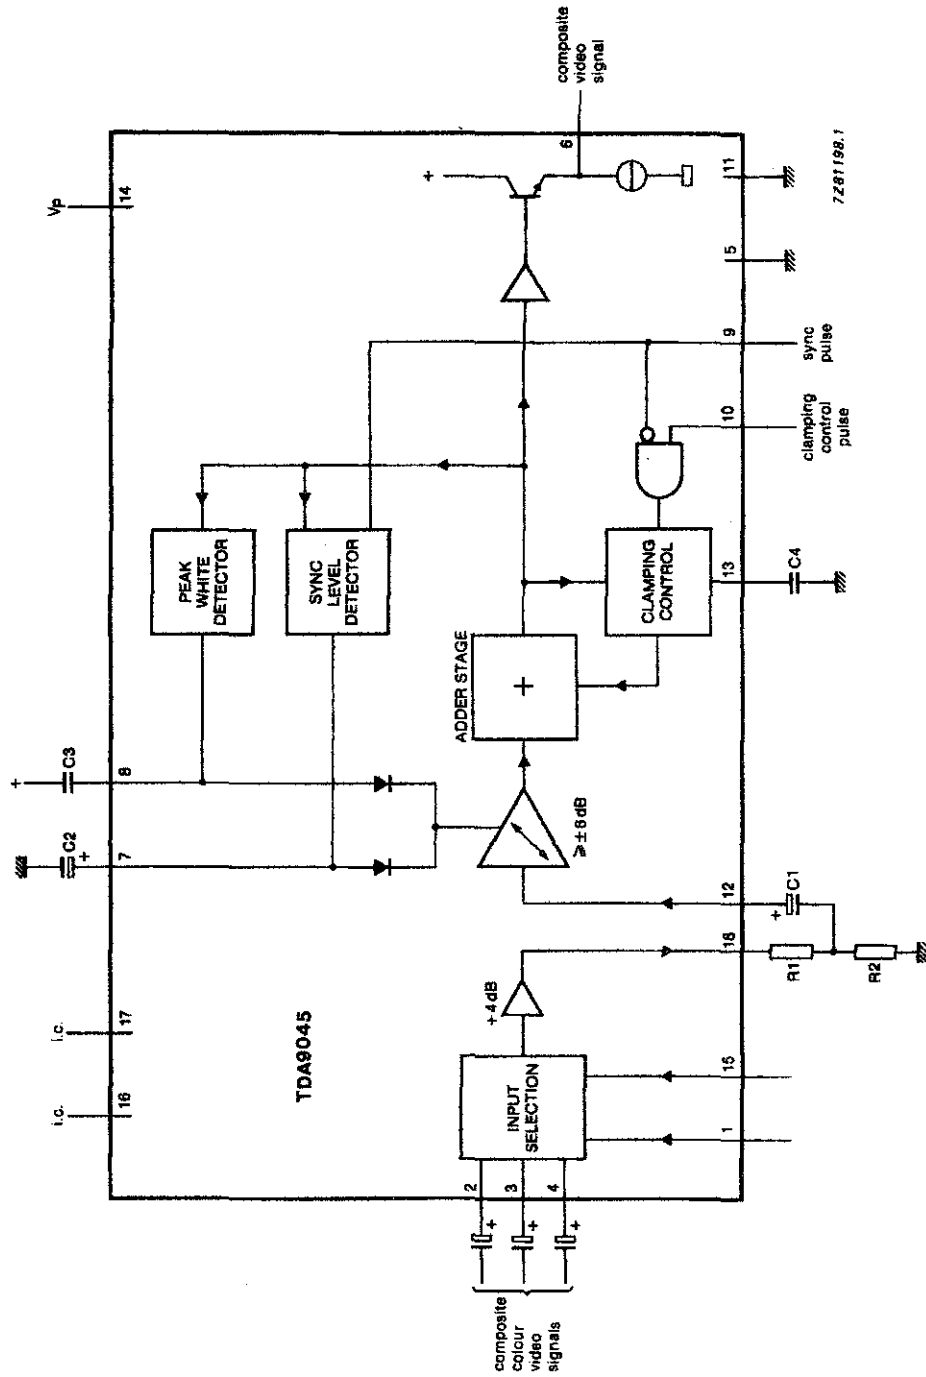 i.c.
16
i.c.
17
TDA9045
C2
+
7
+
C3
8
Vp
14
PEAK
WHITE
DETECTOR
SYNC
LEVEL
DETECTOR
composite
colour
video
signals
+
+
+
2
3
4
INPUT
SELECTION
+4dB
⩾±6dB
ADDER STAGE
+
CLAMPING
CONTROL
+
6
composite
video
signal
1
15
18
R1
R2
12
+
C1
13
C4
10
clamping
control
pulse
9
sync
pulse
5
11
7Z81198.1